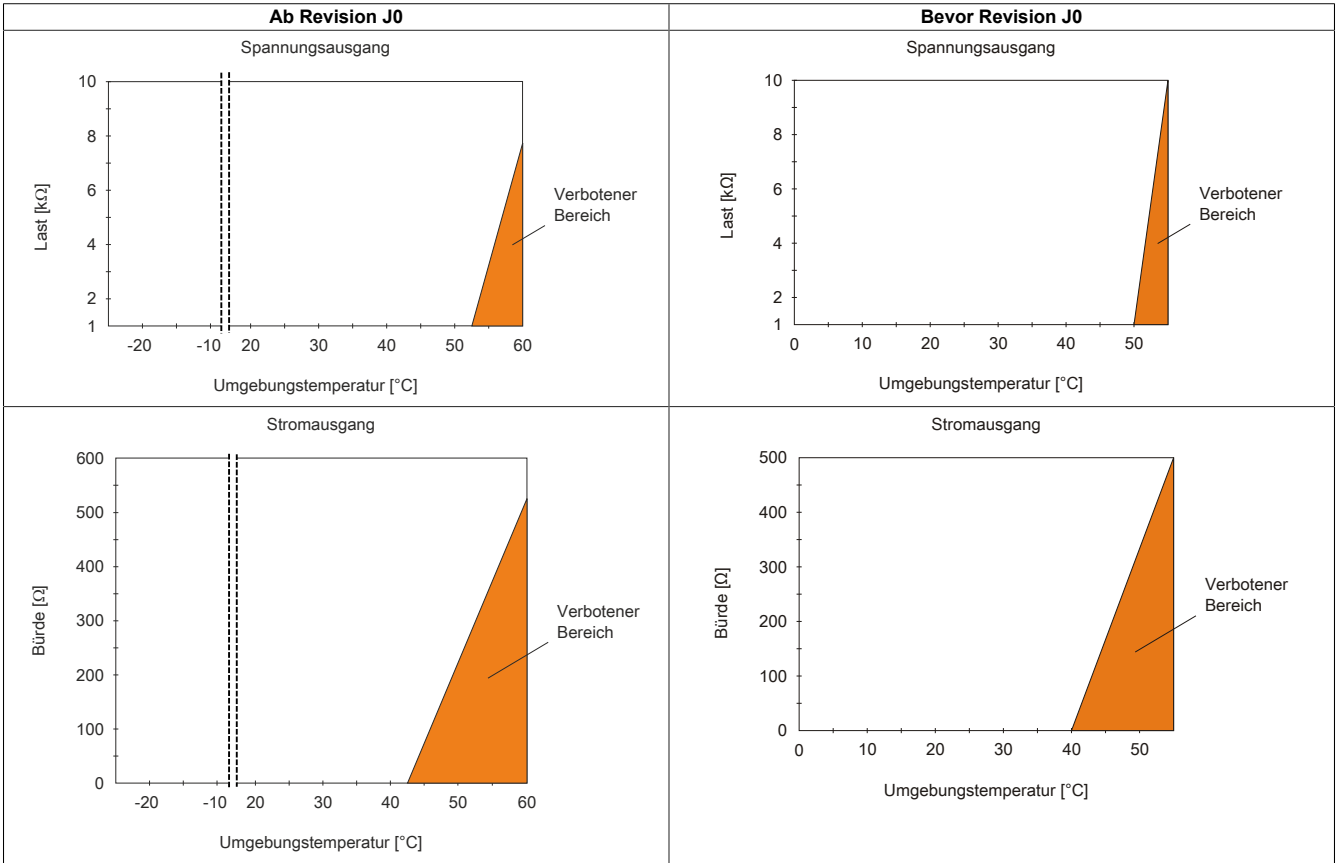 Ab Revision J0
Bevor Revision J0
Spannungsausgang
10
8
6
4
2
1
Last [kΩ]
-20 -10 20 30 40 50 60
Umgebungstemperatur [°C]
Verbotener
Bereich
Spannungsausgang
10
8
6
4
2
1
Last [kΩ]
0 10 20 30 40 50
Umgebungstemperatur [°C]
Verbotener
Bereich
Stromausgang
600
500
400
300
200
100
0
Bürde [Ω]
-20 -10 20 30 40 50 60
Umgebungstemperatur [°C]
Verbotener
Bereich
Stromausgang
500
400
300
200
100
0
Bürde [Ω]
0 10 20 30 40 50
Umgebungstemperatur [°C]
Verbotener
Bereich